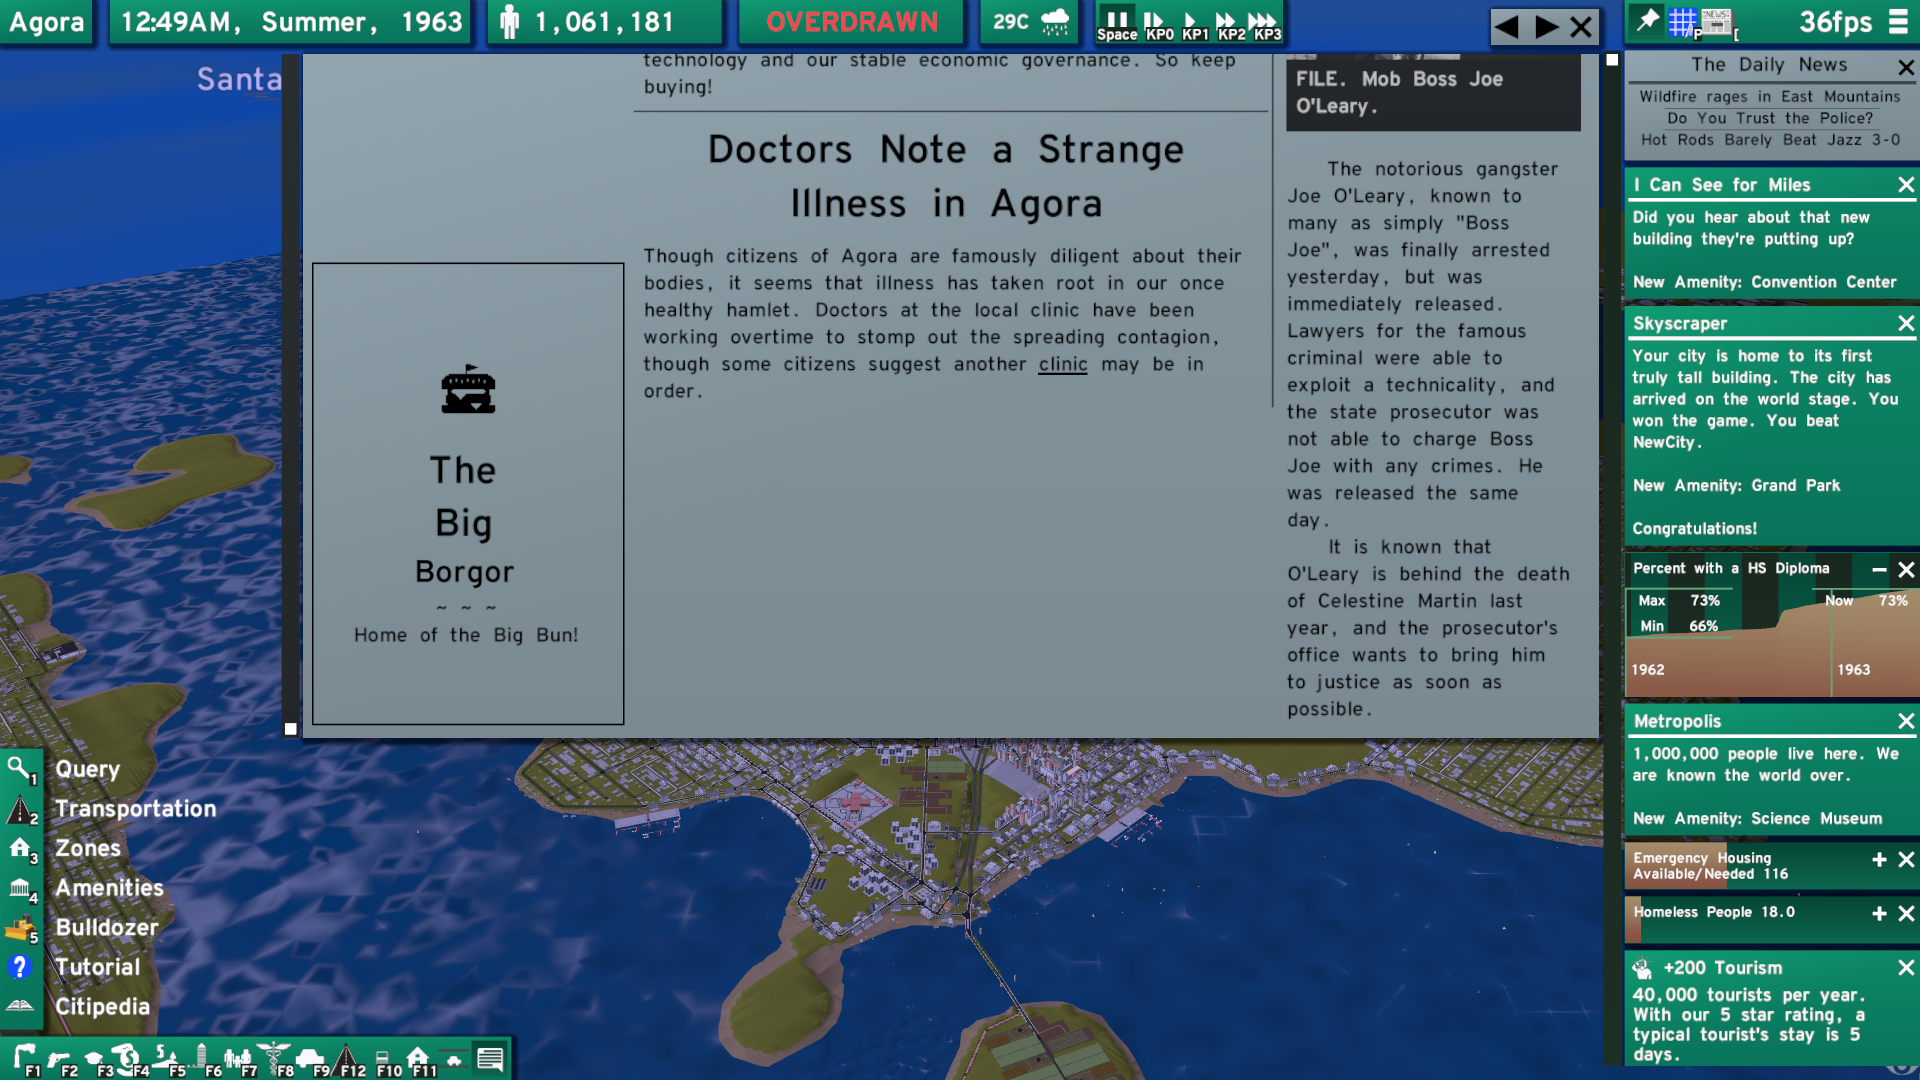 Agora
12:49AM, Summer, 1963
1,061,181
OVERDRAWN
29C
Space
KP0
KP1
KP2
KP3
P
NEWS
[
36fps
Santa
technology and our stable economic governance. So keep
buying!
Doctors Note a Strange
Illness in Agora
Though citizens of Agora are famously diligent about their
bodies, it seems that illness has taken root in our once
healthy hamlet. Doctors at the local clinic have been
working overtime to stomp out the spreading contagion,
though some citizens suggest another clinic may be in
order.
The
Big
Borgor
~ ~ ~
Home of the Big Bun!
FILE. Mob Boss Joe
O'Leary.
The notorious gangster
Joe O'Leary, known to
many as simply "Boss
Joe", was finally arrested
yesterday, but was
immediately released.
Lawyers for the famous
criminal were able to
exploit a technicality, and
the state prosecutor was
not able to charge Boss
Joe with any crimes. He
was released the same
day.
It is known that
O'Leary is behind the death
of Celestine Martin last
year, and the prosecutor's
office wants to bring him
to justice as soon as
possible.
The Daily News
Wildfire rages in East Mountains
Do You Trust the Police?
Hot Rods Barely Beat Jazz 3-0
I Can See for Miles
Did you hear about that new
building they're putting up?
New Amenity: Convention Center
Skyscraper
Your city is home to its first
truly tall building. The city has
arrived on the world stage. You
won the game. You beat
NewCity.
New Amenity: Grand Park
Congratulations!
Percent with a HS Diploma
Max 73%
Now 73%
Min 66%
1962
1963
Metropolis
1,000,000 people live here. We
are known the world over.
New Amenity: Science Museum
Emergency Housing
Available/Needed 116
Homeless People 18.0
+200 Tourism
40,000 tourists per year.
With our 5 star rating, a
typical tourist's stay is 5
days.
1 Query
2 Transportation
3 Zones
4 Amenities
5 Bulldozer
? Tutorial
Citipedia
F1
F2
F3
F4
5
F5
F6
F7
F8
F9
F12
F10
F11